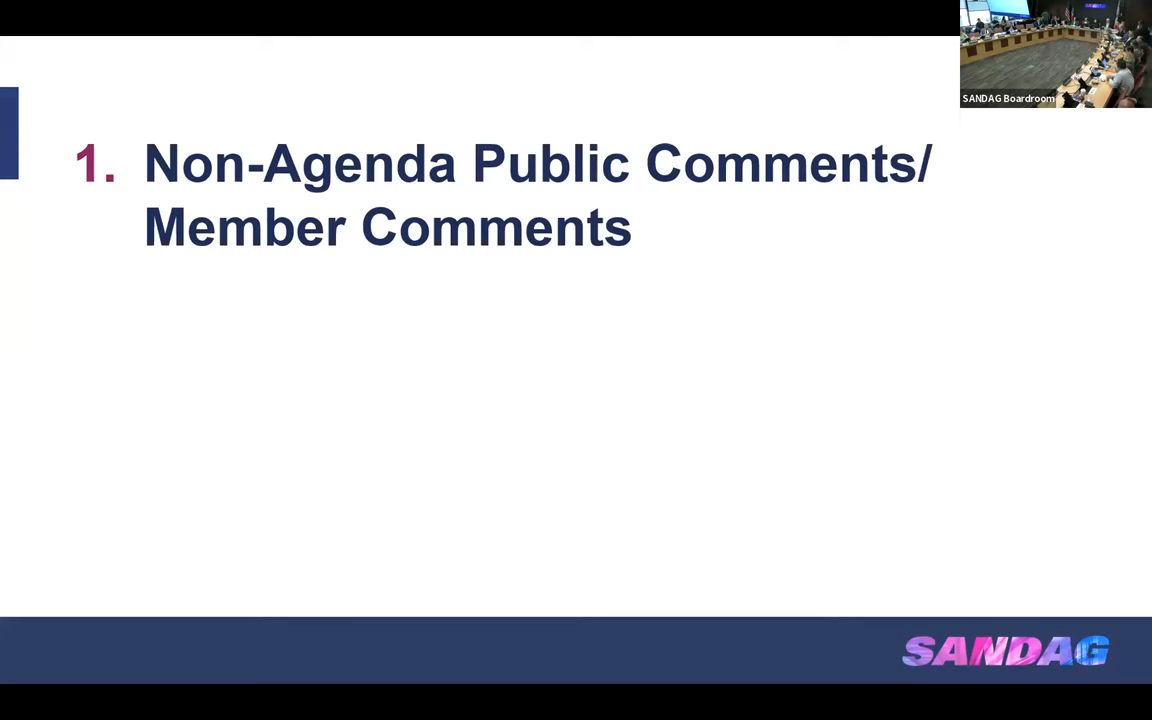 SANDAG Boardroom
1. Non-Agenda Public Comments/
Member Comments
SANDAG